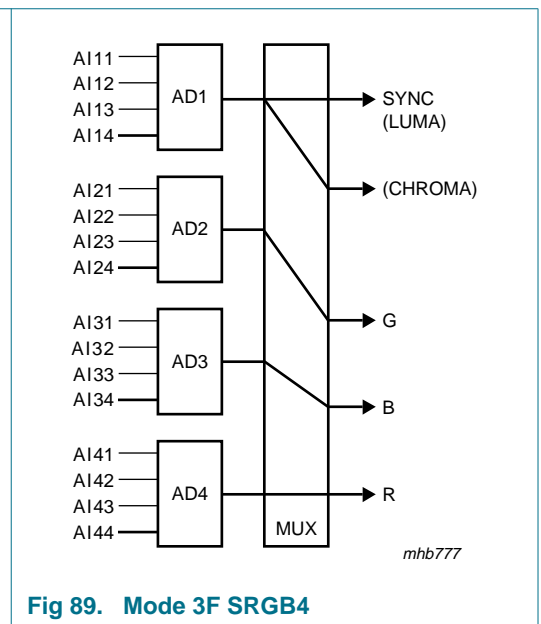 AI11
AI12
AI13
AI14
AD1
SYNC
(LUMA)
(CHROMA)
AI21
AI22
AI23
AI24
AD2
G
AI31
AI32
AI33
AI34
AD3
B
AI41
AI42
AI43
AI44
AD4
R
MUX
mhb777
Fig 89. Mode 3F SRGB4